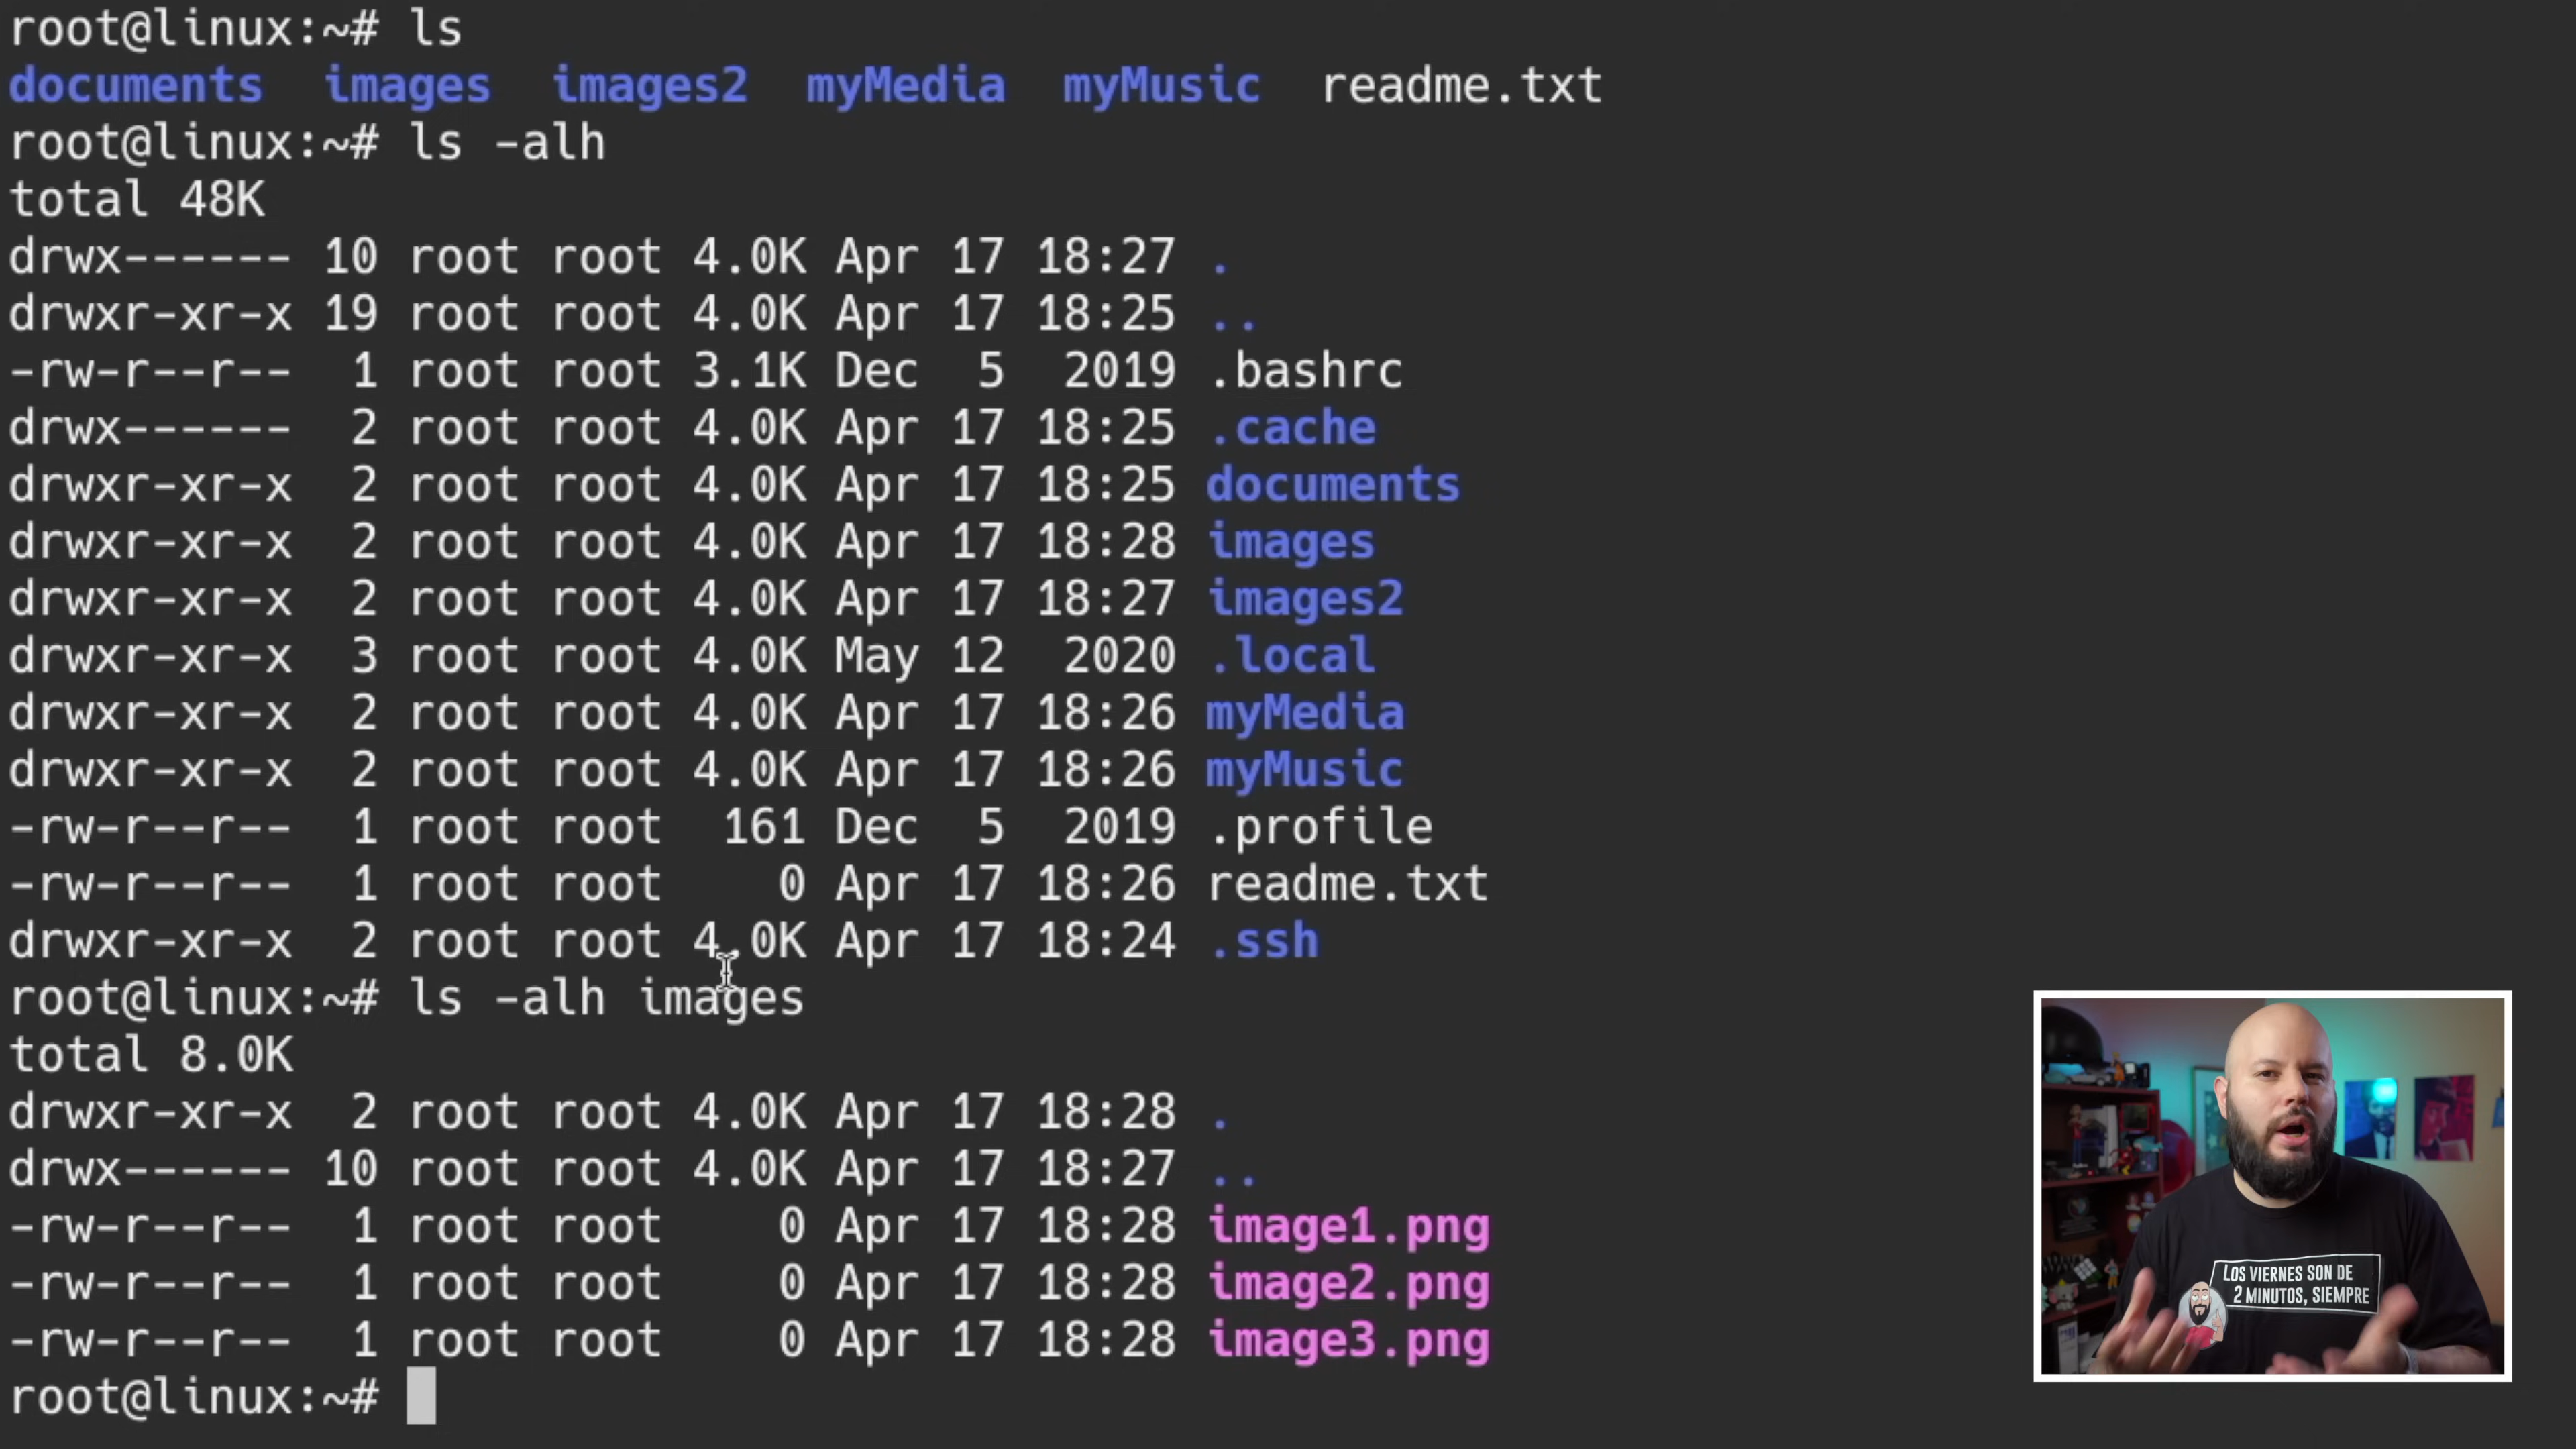 root@linux:~# ls
documents  images  images2  myMedia  myMusic  readme.txt
root@linux:~# ls -alh
total 48K
drwx------ 10 root root 4.0K Apr 17 18:27 .
drwxr-xr-x 19 root root 4.0K Apr 17 18:25 ..
-rw-r--r--  1 root root 3.1K Dec  5  2019 .bashrc
drwx------  2 root root 4.0K Apr 17 18:25 .cache
drwxr-xr-x  2 root root 4.0K Apr 17 18:25 documents
drwxr-xr-x  2 root root 4.0K Apr 17 18:28 images
drwxr-xr-x  2 root root 4.0K Apr 17 18:27 images2
drwxr-xr-x  3 root root 4.0K May 12  2020 .local
drwxr-xr-x  2 root root 4.0K Apr 17 18:26 myMedia
drwxr-xr-x  2 root root 4.0K Apr 17 18:26 myMusic
-rw-r--r--  1 root root  161 Dec  5  2019 .profile
-rw-r--r--  1 root root    0 Apr 17 18:26 readme.txt
drwxr-xr-x  2 root root 4.0K Apr 17 18:24 .ssh
root@linux:~# ls -alh images
total 8.0K
drwxr-xr-x  2 root root 4.0K Apr 17 18:28 .
drwx------ 10 root root 4.0K Apr 17 18:27 ..
-rw-r--r--  1 root root    0 Apr 17 18:28 image1.png
-rw-r--r--  1 root root    0 Apr 17 18:28 image2.png
-rw-r--r--  1 root root    0 Apr 17 18:28 image3.png
root@linux:~#
LOS VIERNES SON DE
2 MINUTOS, SIEMPRE